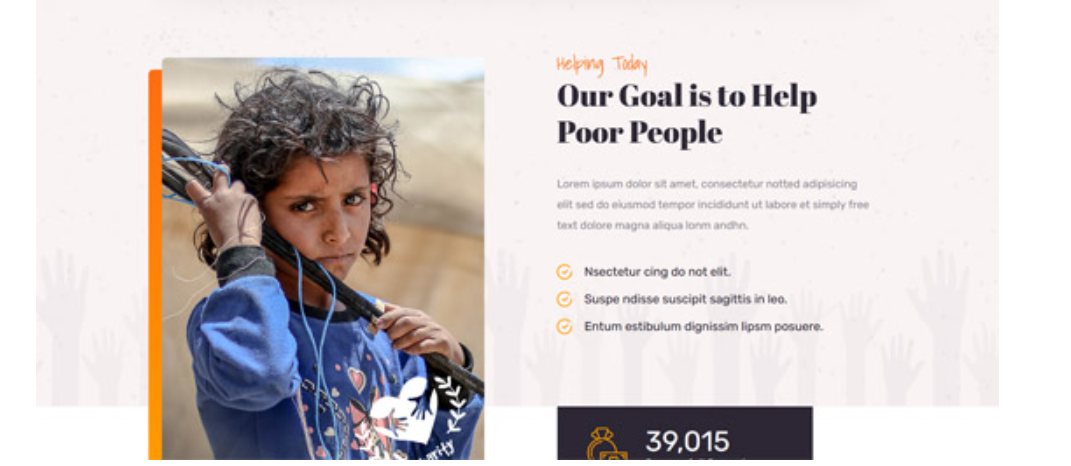 Helping Today
Our Goal is to Help
Poor People
Lorem ipsum dolor sit amet, consectetur notted adipisicing
elit sed do eiusmod tempor incididunt ut labore et simply free
text dolore magna aliqua lonm andhn.
Nsectetur cing do not elit.
Suspe ndisse suscipit sagittis in leo.
Entum estibulum dignissim lipsm posuere.
39,015